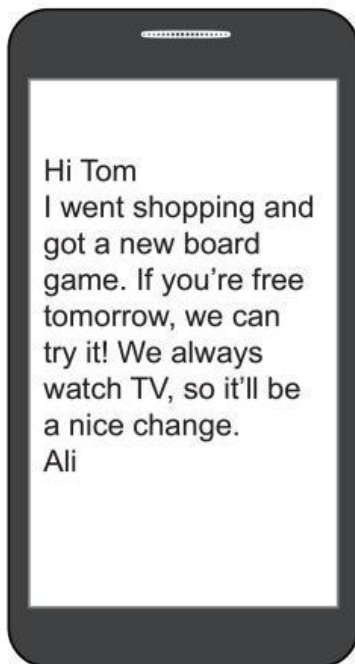 Hi Tom
I went shopping and
got a new board
game. If you’re free
tomorrow, we can
try it! We always
watch TV, so it’ll be
a nice change.
Ali